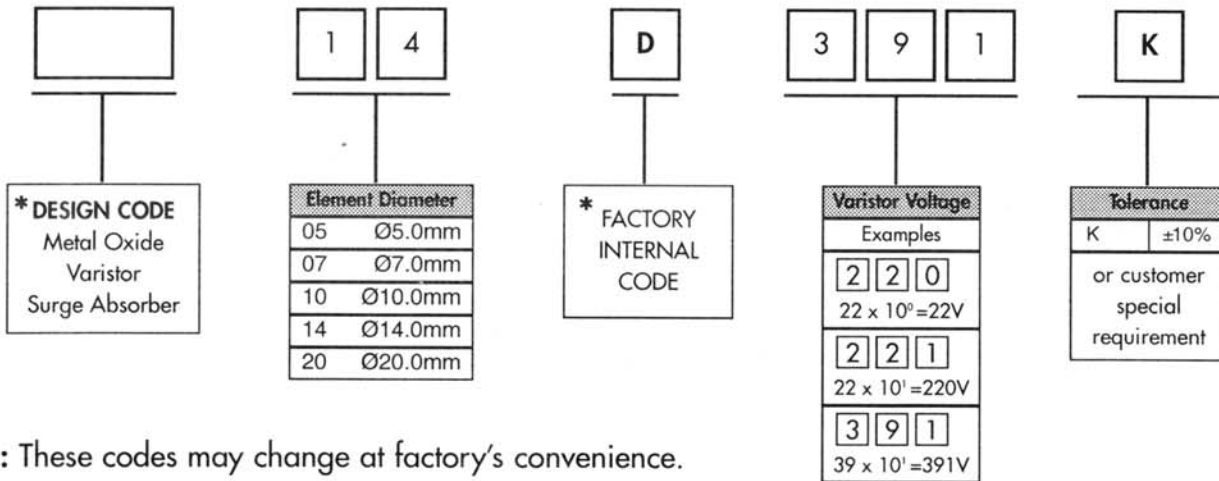 1 4 D 3 9 1 K
* DESIGN CODE
Metal Oxide
Varistor
Surge Absorber
Element Diameter
05 Ø5.0mm
07 Ø7.0mm
10 Ø10.0mm
14 Ø14.0mm
20 Ø20.0mm
* FACTORY
INTERNAL
CODE
Varistor Voltage
Examples
2 2 0
22 x 10⁰ =22V
2 2 1
22 x 10¹ =220V
3 9 1
39 x 10¹ =391V
Tolerance
K ±10%
or customer
special
requirement
: These codes may change at factory's convenience.